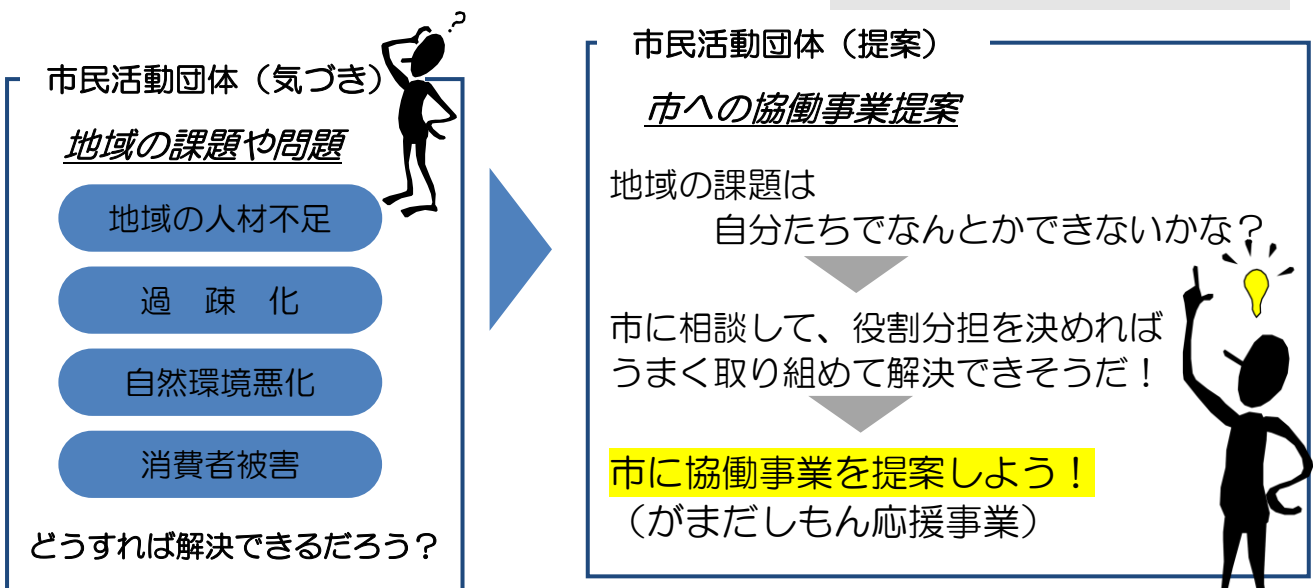 市民活動団体（気づき）
地域の課題や問題
地域の人材不足
過　疎　化
自然環境悪化
消費者被害
どうすれば解決できるだろう？
?
市民活動団体（提案）
市への協働事業提案
地域の課題は
自分たちでなんとかできないかな？
市に相談して、役割分担を決めれば
うまく取り組めて解決できそうだ！
市に協働事業を提案しよう！
（がまだしもん応援事業）